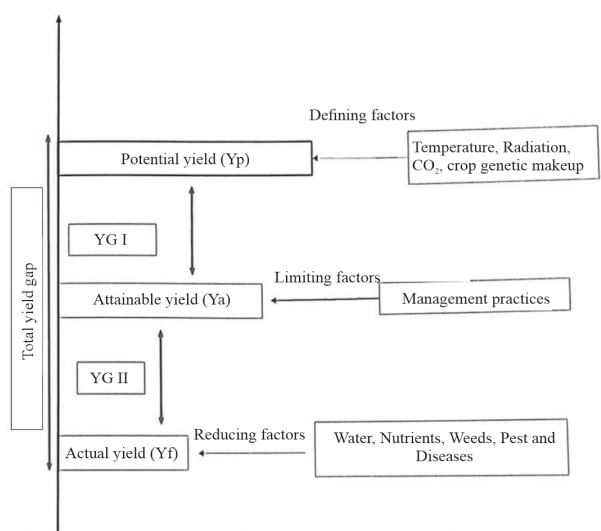 Defining factors
Potential yield (Yp)
Temperature, Radiation,
CO₂, crop genetic makeup
YG I
Limiting factors
Attainable yield (Ya)
Management practices
Total yield gap
YG II
Reducing factors
Actual yield (Yf)
Water, Nutrients, Weeds, Pest and
Diseases